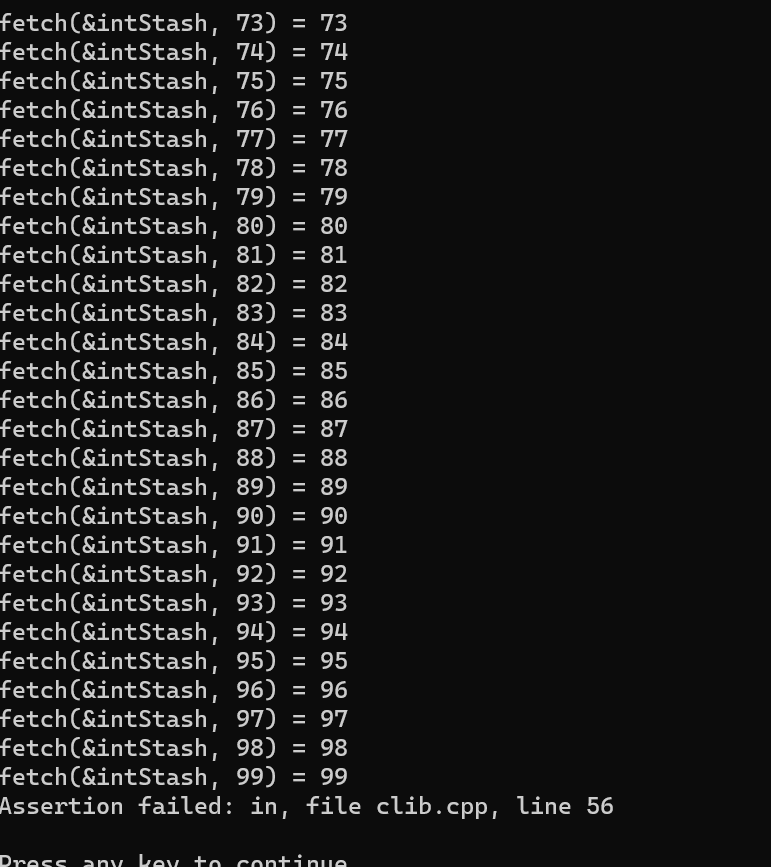 fetch(&intStash, 73) = 73
fetch(&intStash, 74) = 74
fetch(&intStash, 75) = 75
fetch(&intStash, 76) = 76
fetch(&intStash, 77) = 77
fetch(&intStash, 78) = 78
fetch(&intStash, 79) = 79
fetch(&intStash, 80) = 80
fetch(&intStash, 81) = 81
fetch(&intStash, 82) = 82
fetch(&intStash, 83) = 83
fetch(&intStash, 84) = 84
fetch(&intStash, 85) = 85
fetch(&intStash, 86) = 86
fetch(&intStash, 87) = 87
fetch(&intStash, 88) = 88
fetch(&intStash, 89) = 89
fetch(&intStash, 90) = 90
fetch(&intStash, 91) = 91
fetch(&intStash, 92) = 92
fetch(&intStash, 93) = 93
fetch(&intStash, 94) = 94
fetch(&intStash, 95) = 95
fetch(&intStash, 96) = 96
fetch(&intStash, 97) = 97
fetch(&intStash, 98) = 98
fetch(&intStash, 99) = 99
Assertion failed: in, file clib.cpp, line 56
Press any key to continue